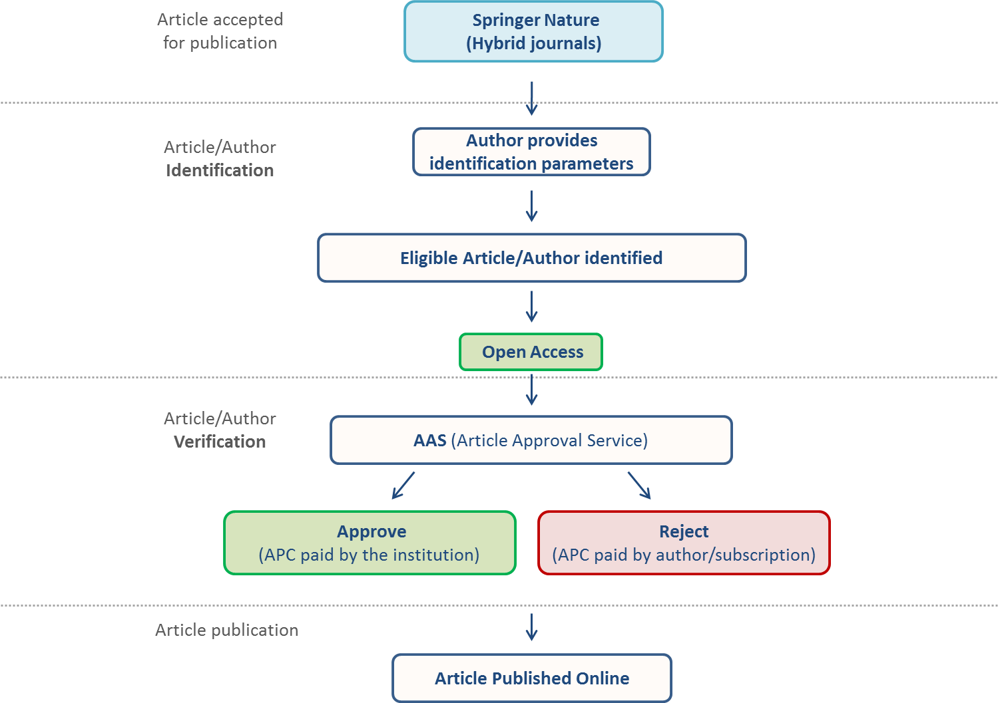 Article accepted
for publication
Springer Nature
(Hybrid journals)
Article/Author
Identification
Author provides
identification parameters
Eligible Article/Author identified
Open Access
Article/Author
Verification
AAS (Article Approval Service)
Approve
(APC paid by the institution)
Reject
(APC paid by author/subscription)
Article publication
Article Published Online